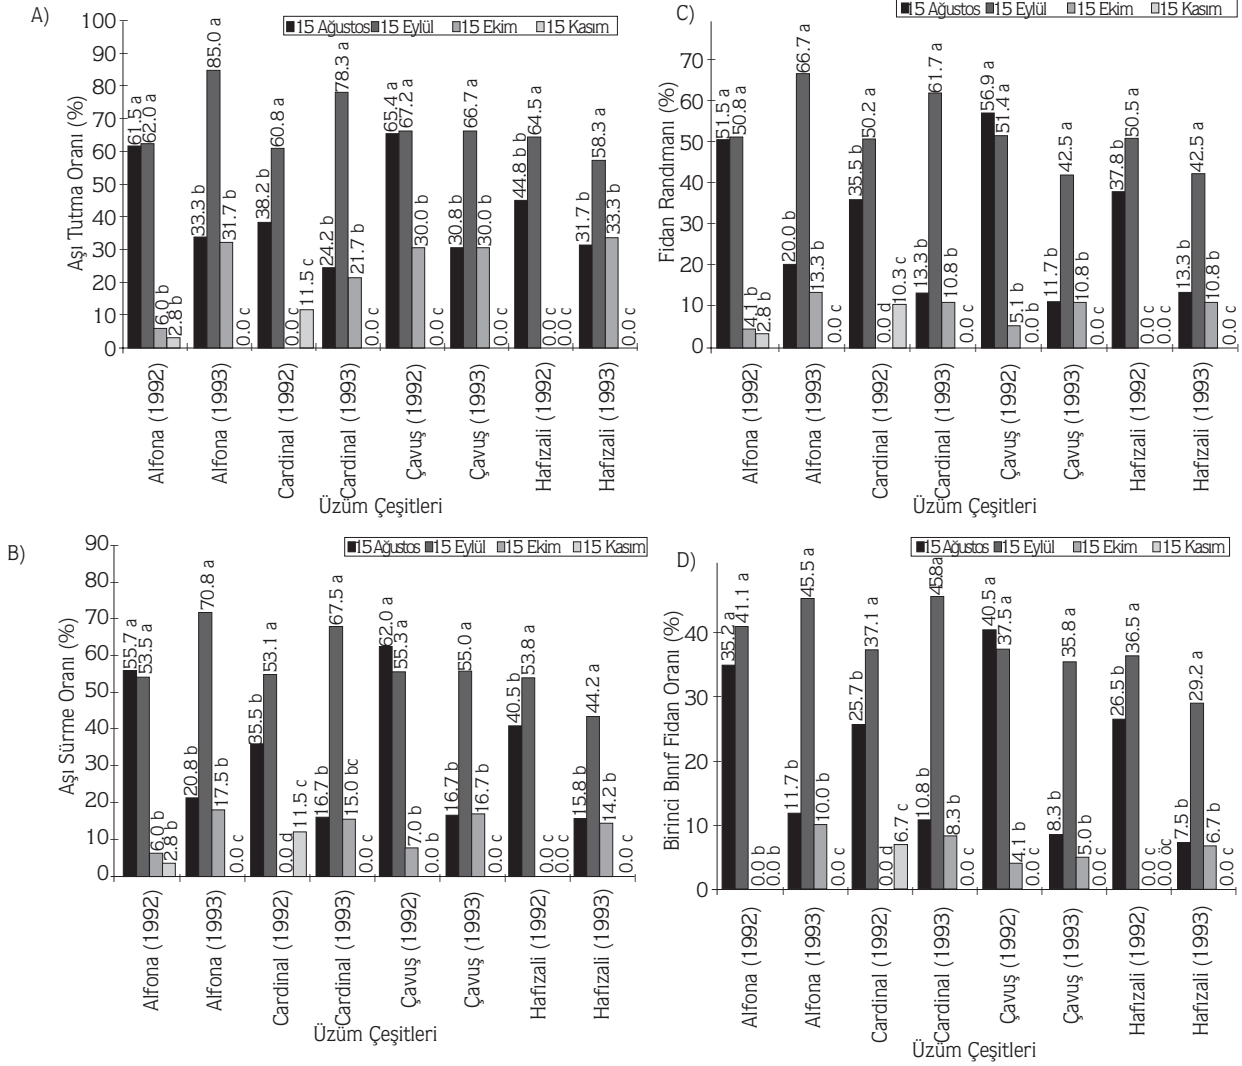 A)
15 Ağustos 15 Eylül 15 Ekim 15 Kasım
Aşı Tutma Oranı (%)
100
90
80
70
60
50
40
30
20
10
0
61.5 a
62.0 a
6.0 b
2.8 b
33.3 b
85.0 a
31.7 b
0.0 c
38.2 b
60.8 a
0.0 c
11.5 c
24.2 b
78.3 a
21.7 b
0.0 c
65.4 a
67.2 a
30.0 b
0.0 c
30.8 b
66.7 a
30.0 b
0.0 c
44.8 b b
64.5 a
0.0 c
0.0 c
31.7 b
58.3 a
33.3 b
0.0 c
Alfona (1992)
Alfona (1993)
Cardinal (1992)
Cardinal (1993)
Çavuş (1992)
Çavuş (1993)
Hafızali (1992)
Hafızali (1993)
Üzüm Çeşitleri
C)
15 Ağustos 15 Eylül 15 Ekim 15 Kasım
Fidan Randımanı (%)
70
60
50
40
30
20
10
0
51.5 a
50.8 a
4.1 b
2.8 b
20.0 b
66.7 a
13.3 b
0.0 c
35.5 b
50.2 a
0.0 d
10.3 c
13.3 b
61.7 a
10.8 b
0.0 c
56.9 a
51.4 a
5.1 b
0.0 b
11.7 b
42.5 a
10.8 b
0.0 c
37.8 b
50.5 a
0.0 c
0.0 c
13.3 b
42.5 a
10.8 b
0.0 c
Alfona (1992)
Alfona (1993)
Cardinal (1992)
Cardinal (1993)
Çavuş (1992)
Çavuş (1993)
Hafızali (1992)
Hafızali (1993)
Üzüm Çeşitleri
B)
15 Ağustos 15 Eylül 15 Ekim 15 Kasım
Aşı Sürme Oranı (%)
90
80
70
60
50
40
30
20
10
0
55.7 a
53.5 a
6.0 b
2.8 b
20.8 b
70.8 a
17.5 b
0.0 c
35.5 b
53.1 a
0.0 d
11.5 c
16.7 b
67.5 a
15.0 bc
0.0 c
62.0 a
55.3 a
7.0 b
0.0 b
16.7 b
55.0 a
16.7 b
0.0 c
40.5 b
53.8 a
0.0 c
0.0 c
15.8 b
44.2 a
14.2 b
0.0 c
Alfona (1992)
Alfona (1993)
Cardinal (1992)
Cardinal (1993)
Çavuş (1992)
Çavuş (1993)
Hafızali (1992)
Hafızali (1993)
Üzüm Çeşitleri
D)
15 Ağustos 15 Eylül 15 Ekim 15 Kasım
Birinci Bınıf Fidan Oranı (%)
40
30
20
10
0
35.2 a
41.1 a
0.0 b
0.0 b
11.7 b
45.5 a
10.0 b
0.0 c
25.7 b
37.1 a
0.0 d
6.7 c
10.8 b
45.8 a
8.3 b
0.0 c
40.5 a
37.5 a
4.1 b
0.0 c
8.3 b
35.8 a
5.0 b
0.0 c
26.5 b
36.5 a
0.0 c
0.0 öc
7.5 b
29.2 a
6.7 b
0.0 c
Alfona (1992)
Alfona (1993)
Cardinal (1992)
Cardinal (1993)
Çavuş (1992)
Çavuş (1993)
Hafızali (1992)
Hafızali (1993)
Üzüm Çeşitleri